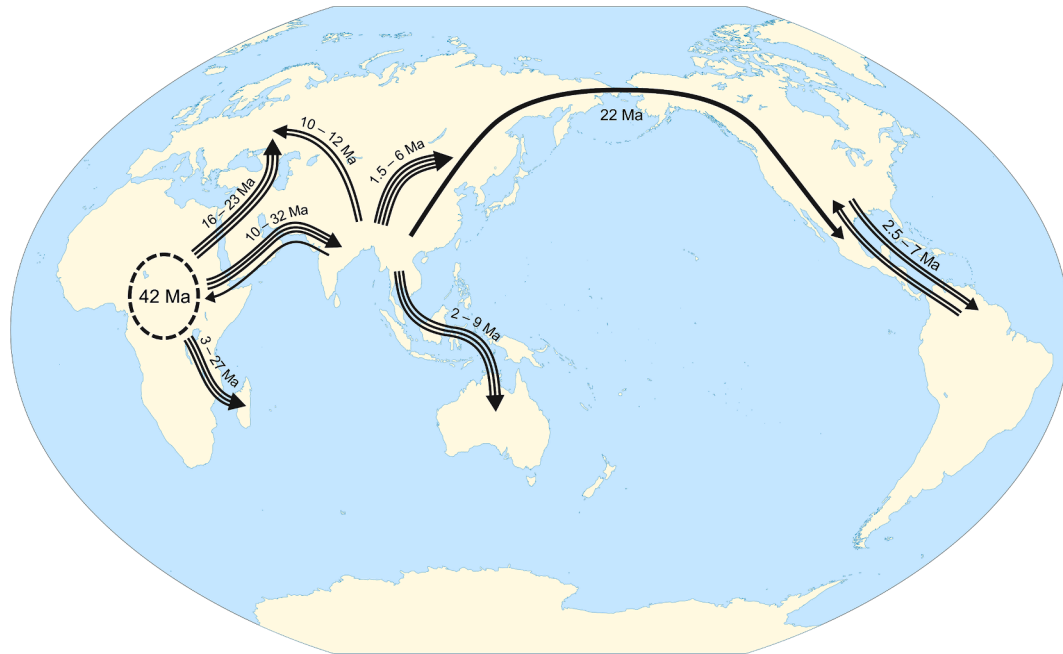 22 Ma
10 – 12 Ma
1.5 – 6 Ma
16 – 23 Ma
10 – 32 Ma
2.5 – 7 Ma
42 Ma
2 – 9 Ma
3 – 27 Ma